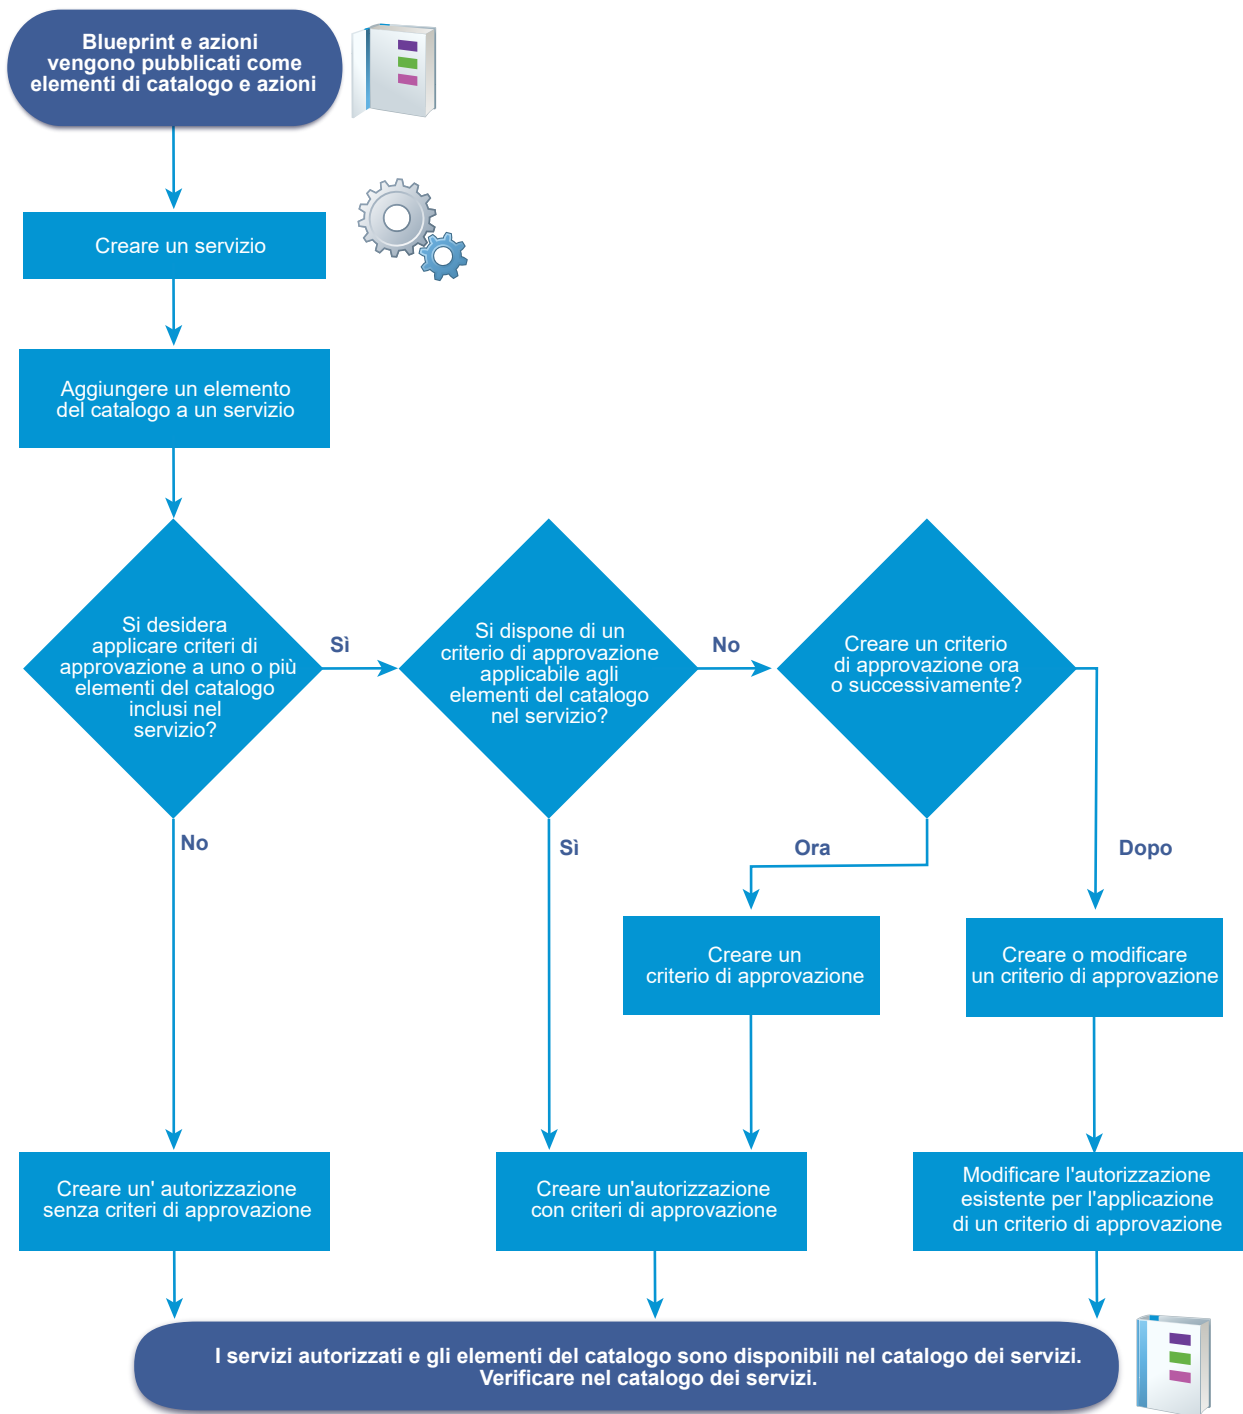 Blueprint e azioni
vengono pubblicati come
elementi di catalogo e azioni
Creare un servizio
Aggiungere un elemento
del catalogo a un servizio
Si desidera
applicare criteri di
approvazione a uno o più
elementi del catalogo
inclusi nel
servizio?
Sì
Si dispone di un
criterio di approvazione
applicabile agli
elementi del catalogo
nel servizio?
No
Creare un criterio
di approvazione ora
o successivamente?
No
Sì
Ora
Dopo
Creare un
criterio di approvazione
Creare o modificare
un criterio di approvazione
Creare un' autorizzazione
senza criteri di approvazione
Creare un'autorizzazione
con criteri di approvazione
Modificare l'autorizzazione
esistente per l'applicazione
di un criterio di approvazione
I servizi autorizzati e gli elementi del catalogo sono disponibili nel catalogo dei servizi.
Verificare nel catalogo dei servizi.